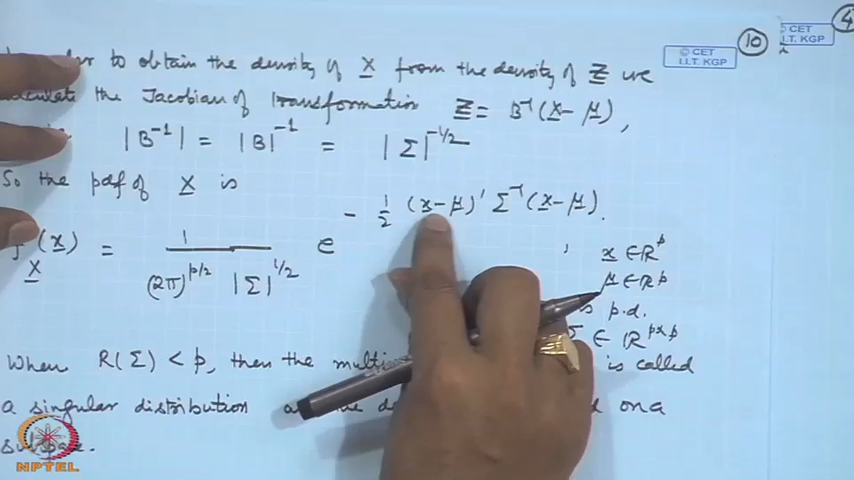 to obtain the density of X from the density of Z we
the Jacobian of transformation Z = B⁻¹(X - μ),
|B⁻¹| = |B|⁻¹ = |Σ|^(-1/2)
So the pdf of X is
f_X(x) = 1 / ((2π)^(p/2) |Σ|^(1/2)) e^(- 1/2 (x-μ)' Σ⁻¹ (x-μ)), x ∈ ℝ^p
μ ∈ ℝ^p
is p.d.
Σ ∈ ℝ^(p×p)
When R(Σ) < p, then the is called
a singular distribution on a
© CET
I.I.T. KGP
10
© CET
I.I.T. KGP
NPTEL